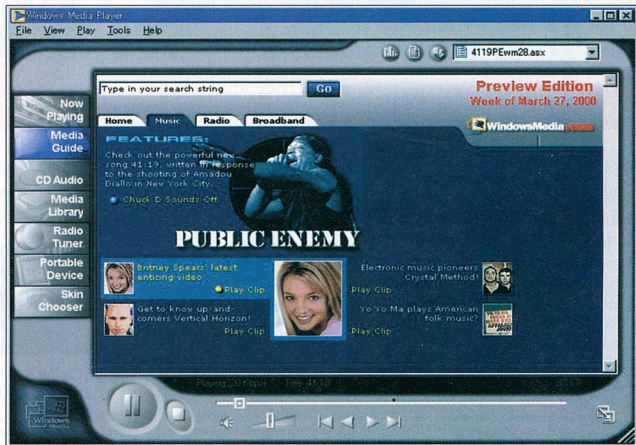 Windows Media Player
File View Play Tools Help
4119PEwm28.asx
Type in your search string
Go
Preview Edition
Week of March 27, 2000
Home Music Radio Broadband
WindowsMedia.com
Now Playing
Media Guide
CD Audio
Media Library
Radio Tuner
Portable Device
Skin Chooser
FEATURES:
Check out the powerful new
song 41:19, written in response
to the shooting of Amadou
Diallo in New York City.
Chuck D Sounds Off
PUBLIC ENEMY
Britney Spears' latest
enticing video
Play Clip
Electronic music pioneers
Crystal Method!
Play Clip
Get to know up-and-
comers Vertical Horizon!
Play Clip
Yo Yo Ma plays American
folk music?
Play Clip
Playing Title: 41:19
Windows